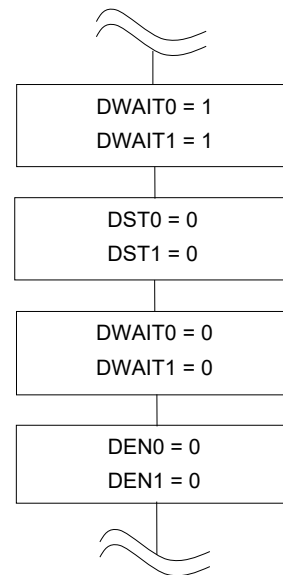 DWAIT0 = 1
DWAIT1 = 1
DST0 = 0
DST1 = 0
DWAIT0 = 0
DWAIT1 = 0
DEN0 = 0
DEN1 = 0